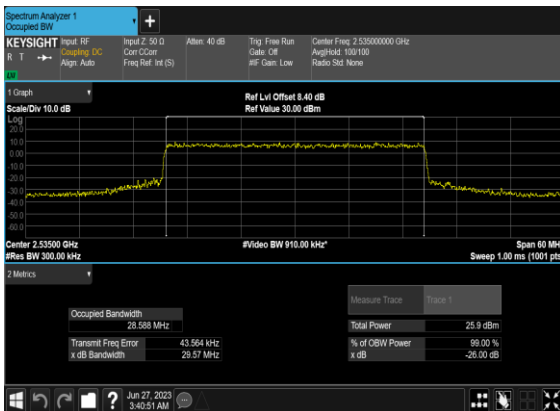 Spectrum Analyzer 1
Occupied BW
+
KEYSIGHT
R T
LV
Input: RF
Coupling: DC
Align: Auto
Input Z: 50 Ω
Corr CCorr
Freq Ref: Int (S)
Atten: 40 dB
Trig: Free Run
Gate: Off
#IF Gain: Low
Center Freq: 2.535000000 GHz
Avg|Hold: 100/100
Radio Std: None
1 Graph
Scale/Div 10.0 dB
Ref Lvl Offset 8.40 dB
Ref Value 30.00 dBm
Log
20.0
10.0
0.00
-10.0
-20.0
-30.0
-40.0
-50.0
-60.0
Center 2.53500 GHz
#Res BW 300.00 kHz
#Video BW 910.00 kHz*
Span 60 MH
Sweep 1.00 ms (1001 pts
2 Metrics
Measure Trace Trace 1
Occupied Bandwidth
28.588 MHz
Total Power 25.9 dBm
Transmit Freq Error 43.564 kHz
x dB Bandwidth 29.57 MHz
% of OBW Power 99.00 %
x dB -26.00 dB
?
Jun 27, 2023
3:40:51 AM